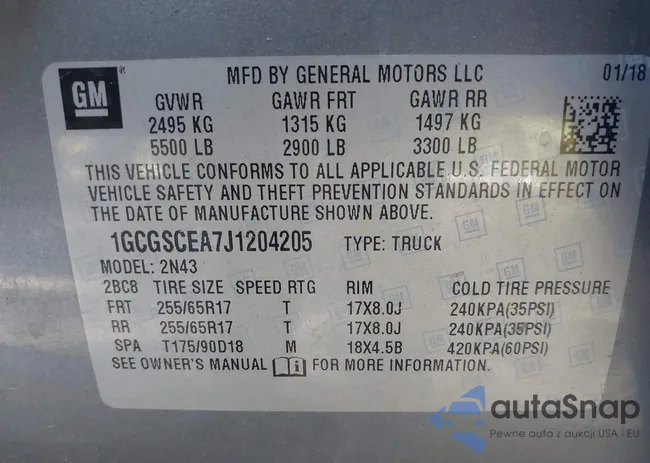 GM MFD BY GENERAL MOTORS LLC 01/18
GVWR GAWR FRT GAWR RR
2495 KG 1315 KG 1497 KG
5500 LB 2900 LB 3300 LB
THIS VEHICLE CONFORMS TO ALL APPLICABLE U.S. FEDERAL MOTOR
VEHICLE SAFETY AND THEFT PREVENTION STANDARDS IN EFFECT ON
THE DATE OF MANUFACTURE SHOWN ABOVE.
1GCGSCEA7J1204205 TYPE: TRUCK
MODEL: 2N43
2BC8 TIRE SIZE SPEED RTG RIM COLD TIRE PRESSURE
FRT 255/65R17 T 17X8.0J 240KPA(35PSI)
RR 255/65R17 T 17X8.0J 240KPA(35PSI)
SPA T175/90D18 M 18X4.5B 420KPA(60PSI)
SEE OWNER'S MANUAL FOR MORE INFORMATION.
autoSnap
Pewne auta z aukcji USA i EU